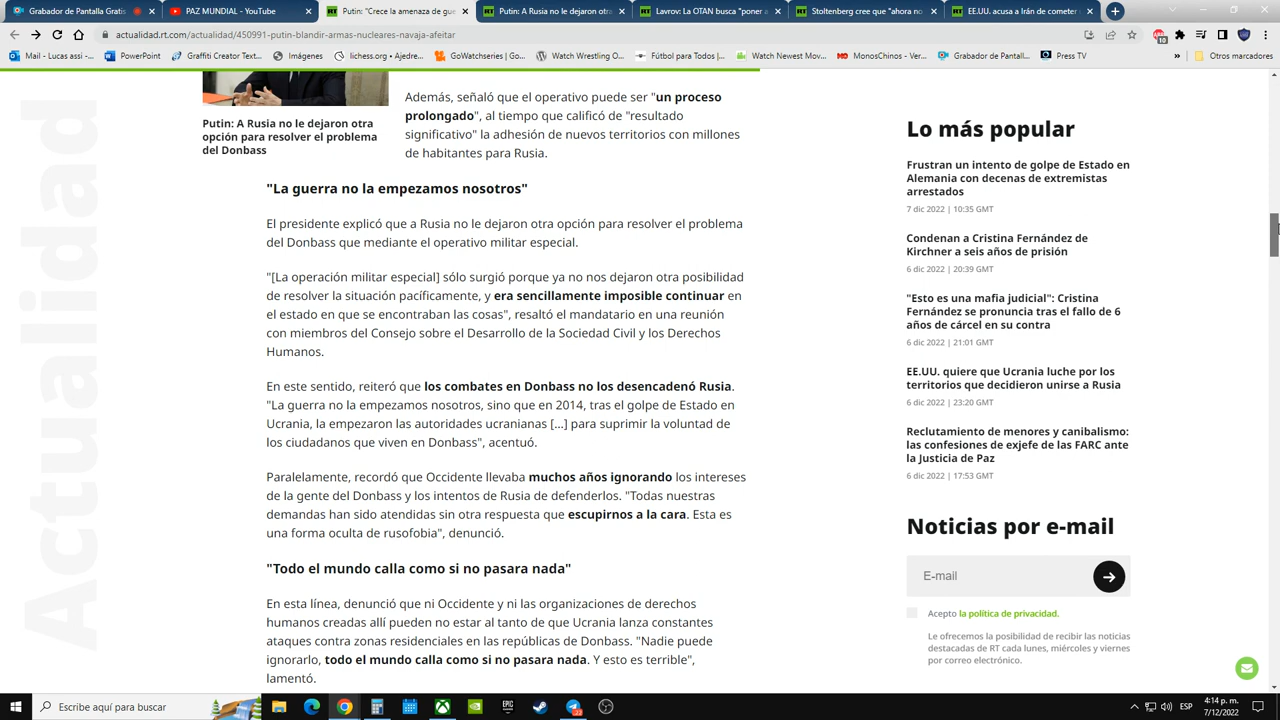 Grabador de Pantalla Gratis
PAZ MUNDIAL - YouTube
Putin: "Crece la amenaza de gue
Putin: A Rusia no le dejaron otra
Lavrov: La OTAN busca "poner a
Stoltenberg cree que "ahora no
EE.UU. acusa a Irán de cometer
actualidad.rt.com/actualidad/450991-putin-blandir-armas-nucleares-navaja-afeitar
10
Mail - Lucas assi...
PowerPoint
Graffiti Creator Text...
Imágenes
lichess.org • Ajedre...
GoWatchseries | Go...
Watch Wrestling O...
Fútbol para Todos |...
Watch Newest Mov...
MonosChinos - Ver...
Grabador de Pantall...
Press TV
»
Otros marcadores
Actualidad
Putin: A Rusia no le dejaron otra
opción para resolver el problema
del Donbass
Además, señaló que el operativo puede ser "un proceso
prolongado", al tiempo que calificó de "resultado
significativo" la adhesión de nuevos territorios con millones
de habitantes para Rusia.
"La guerra no la empezamos nosotros"
El presidente explicó que a Rusia no le dejaron otra opción para resolver el problema
del Donbass que mediante el operativo militar especial.
"[La operación militar especial] sólo surgió porque ya no nos dejaron otra posibilidad
de resolver la situación pacíficamente, y era sencillamente imposible continuar en
el estado en que se encontraban las cosas", resaltó el mandatario en una reunión
con miembros del Consejo sobre el Desarrollo de la Sociedad Civil y los Derechos
Humanos.
En este sentido, reiteró que los combates en Donbass no los desencadenó Rusia.
"La guerra no la empezamos nosotros, sino que en 2014, tras el golpe de Estado en
Ucrania, la empezaron las autoridades ucranianas [...] para suprimir la voluntad de
los ciudadanos que viven en Donbass", acentuó.
Paralelamente, recordó que Occidente llevaba muchos años ignorando los intereses
de la gente del Donbass y los intentos de Rusia de defenderlos. "Todas nuestras
demandas han sido atendidas sin otra respuesta que escupirnos a la cara. Esta es
una forma oculta de rusofobia", denunció.
"Todo el mundo calla como si no pasara nada"
En esta línea, denunció que ni Occidente y ni las organizaciones de derechos
humanos creadas allí pueden no estar al tanto de que Ucrania lanza constantes
ataques contra zonas residenciales en las repúblicas de Donbass. "Nadie puede
ignorarlo, todo el mundo calla como si no pasara nada. Y esto es terrible",
lamentó.
Lo más popular
Frustran un intento de golpe de Estado en
Alemania con decenas de extremistas
arrestados
7 dic 2022 | 10:35 GMT
Condenan a Cristina Fernández de
Kirchner a seis años de prisión
6 dic 2022 | 20:39 GMT
"Esto es una mafia judicial": Cristina
Fernández se pronuncia tras el fallo de 6
años de cárcel en su contra
6 dic 2022 | 21:01 GMT
EE.UU. quiere que Ucrania luche por los
territorios que decidieron unirse a Rusia
6 dic 2022 | 23:20 GMT
Reclutamiento de menores y canibalismo:
las confesiones de exjefe de las FARC ante
la Justicia de Paz
6 dic 2022 | 17:53 GMT
Noticias por e-mail
E-mail
Acepto la política de privacidad.
Le ofrecemos la posibilidad de recibir las noticias
destacadas de RT cada lunes, miércoles y viernes
por correo electrónico.
Escribe aquí para buscar
EPIC
ESP
4:14 p. m.
7/12/2022